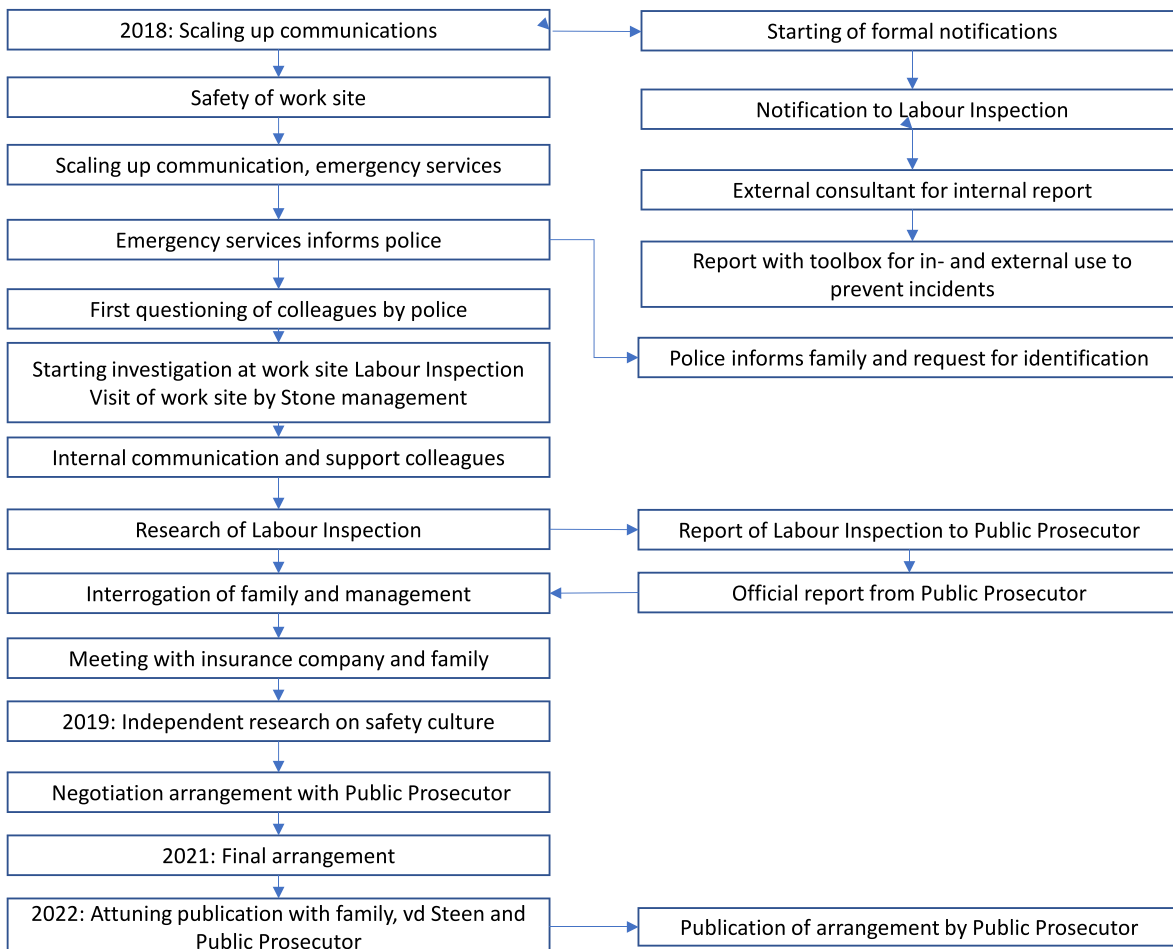 2018: Scaling up communications
Starting of formal notifications
Safety of work site
Notification to Labour Inspection
Scaling up communication, emergency services
External consultant for internal report
Emergency services informs police
Report with toolbox for in- and external use to
prevent incidents
First questioning of colleagues by police
Police informs family and request for identification
Starting investigation at work site Labour Inspection
Visit of work site by Stone management
Internal communication and support colleagues
Research of Labour Inspection
Report of Labour Inspection to Public Prosecutor
Interrogation of family and management
Official report from Public Prosecutor
Meeting with insurance company and family
2019: Independent research on safety culture
Negotiation arrangement with Public Prosecutor
2021: Final arrangement
2022: Attuning publication with family, vd Steen and
Public Prosecutor
Publication of arrangement by Public Prosecutor